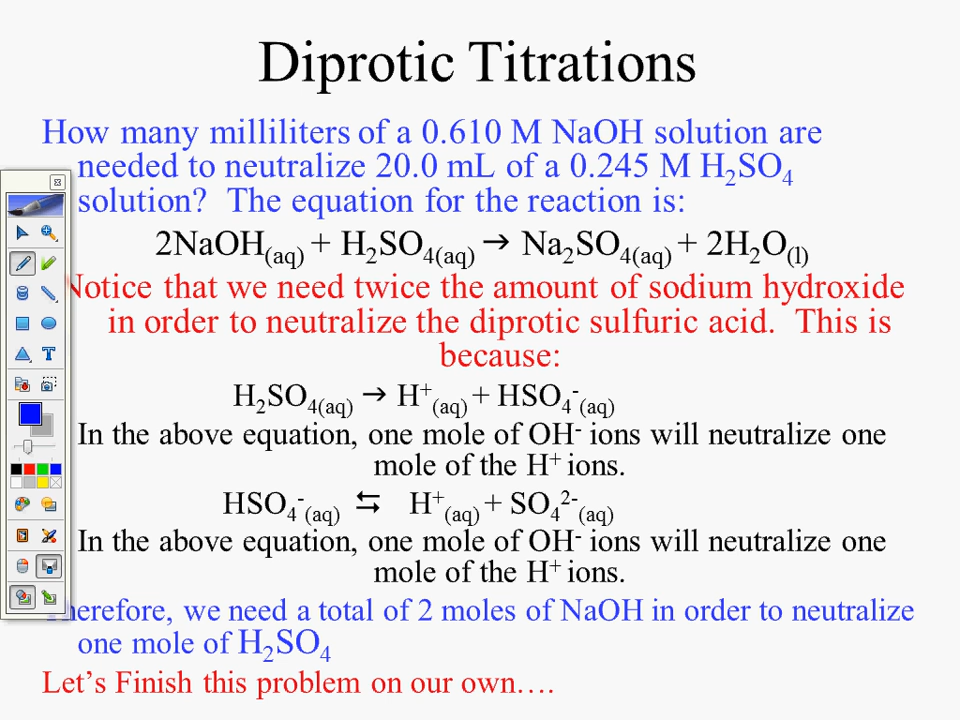 Diprotic Titrations
How many milliliters of a 0.610 M NaOH solution are
needed to neutralize 20.0 mL of a 0.245 M H₂SO₄
solution? The equation for the reaction is:
2NaOH(aq) + H₂SO₄(aq) → Na₂SO₄(aq) + 2H₂O(l)
Notice that we need twice the amount of sodium hydroxide
in order to neutralize the diprotic sulfuric acid. This is
because:
H₂SO₄(aq) → H⁺(aq) + HSO₄⁻(aq)
In the above equation, one mole of OH⁻ ions will neutralize one
mole of the H⁺ ions.
HSO₄⁻(aq) ⇆ H⁺(aq) + SO₄²⁻(aq)
In the above equation, one mole of OH⁻ ions will neutralize one
mole of the H⁺ ions.
Therefore, we need a total of 2 moles of NaOH in order to neutralize
one mole of H₂SO₄
Let's Finish this problem on our own….